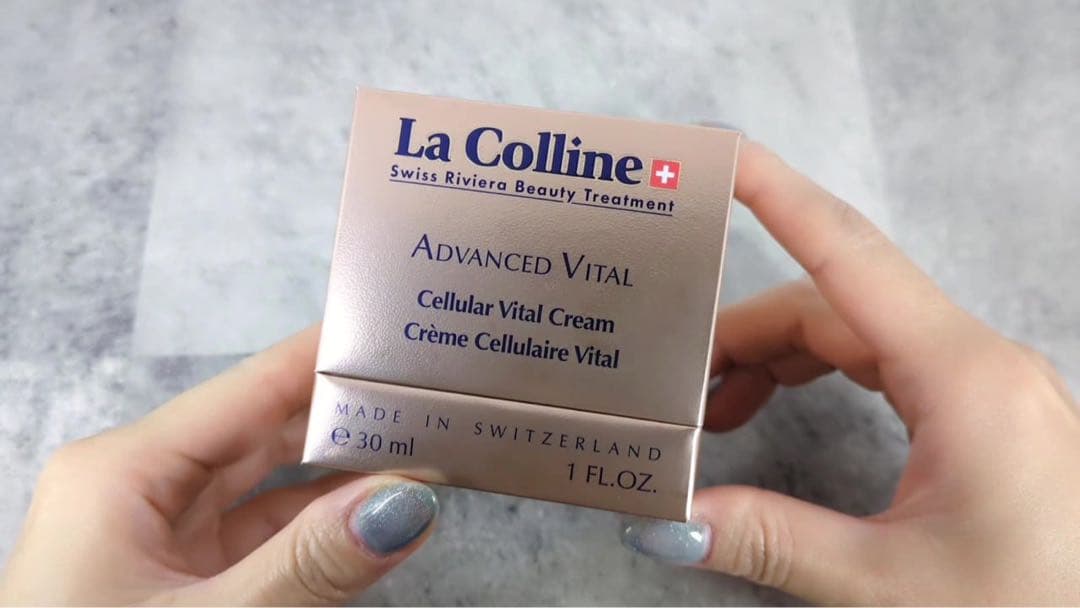 La Colline
Swiss Riviera Beauty Treatment
ADVANCED VITAL
Cellular Vital Cream
Crème Cellulaire Vital
MADE IN SWITZERLAND
℮ 30 ml
1 FL.OZ.